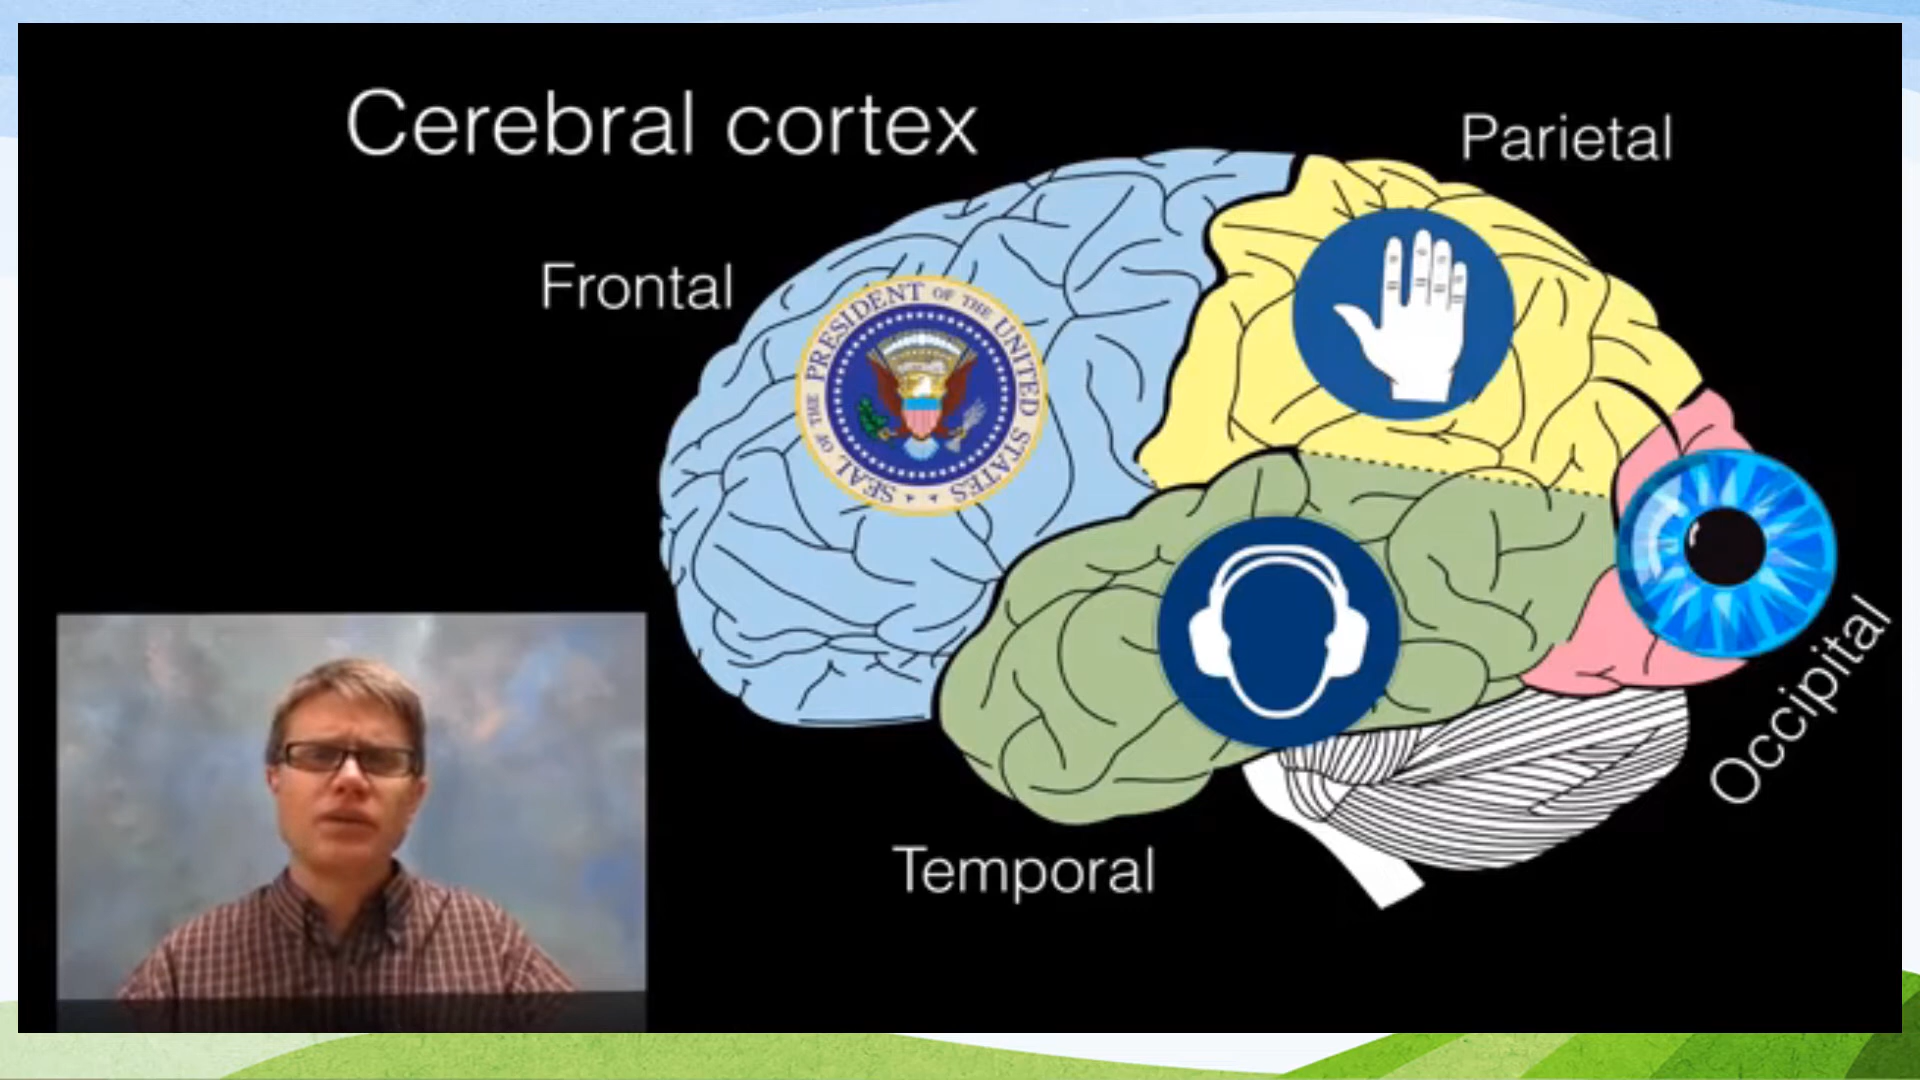 Cerebral cortex
Parietal
Frontal
SEAL OF THE PRESIDENT OF THE UNITED STATES
Occipital
Temporal